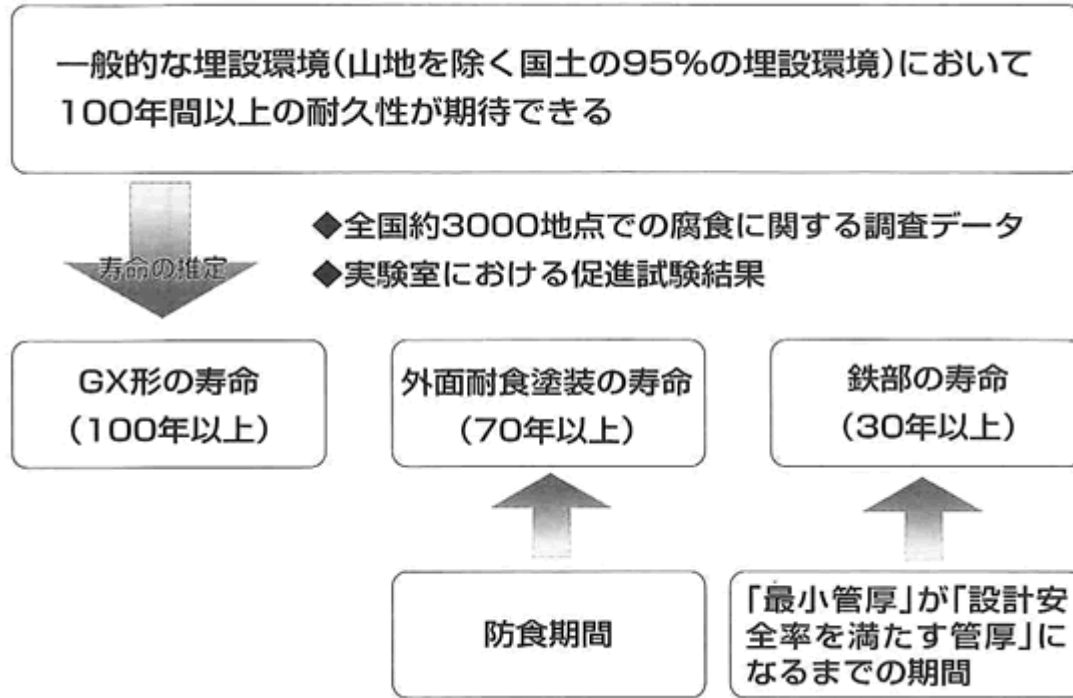 一般的な埋設環境(山地を除く国土の95%の埋設環境)において
100年間以上の耐久性が期待できる
寿命の推定
◆全国約3000地点での腐食に関する調査データ
◆実験室における促進試験結果
GX形の寿命
(100年以上)
外面耐食塗装の寿命
(70年以上)
鉄部の寿命
(30年以上)
防食期間
「最小管厚」が「設計安
全率を満たす管厚」に
なるまでの期間